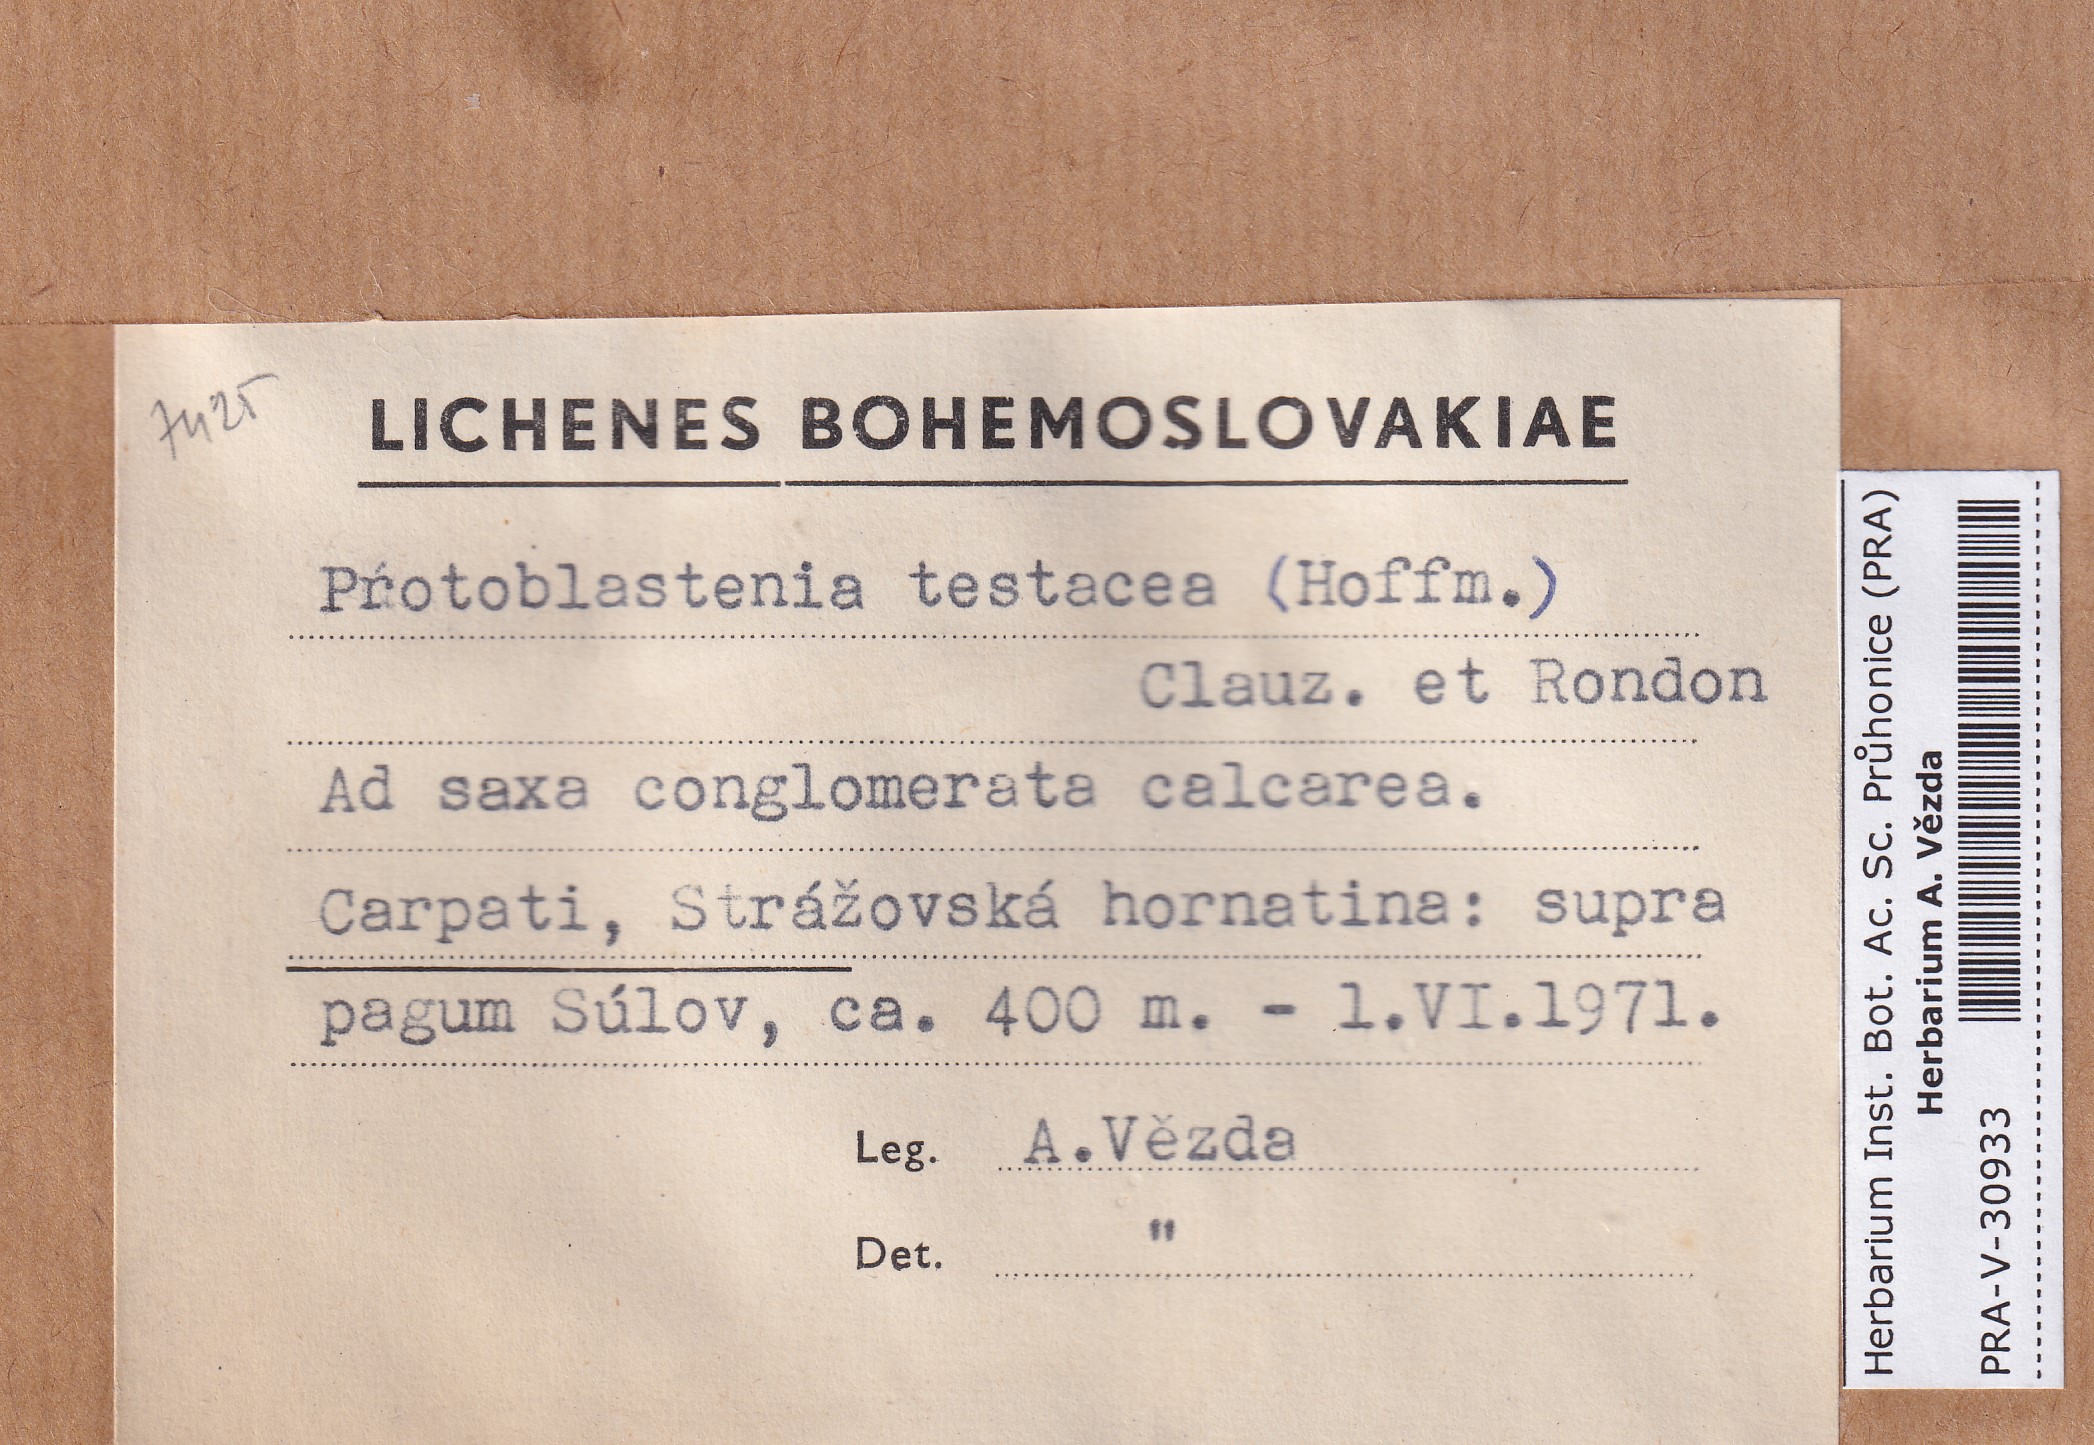 7425
LICHENES BOHEMOSLOVAKIAE
Protoblastenia testacea (Hoffm.)
Clauz. et Rondon
Ad saxa conglomerata calcarea.
Carpati, Strážovská hornatina: supra
pagum Súlov, ca. 400 m. - 1.VI.1971.
Leg. A.Vězda
Det. "
Herbarium Inst. Bot. Ac. Sc. Průhonice (PRA)
Herbarium A. Vězda
PRA-V-30933